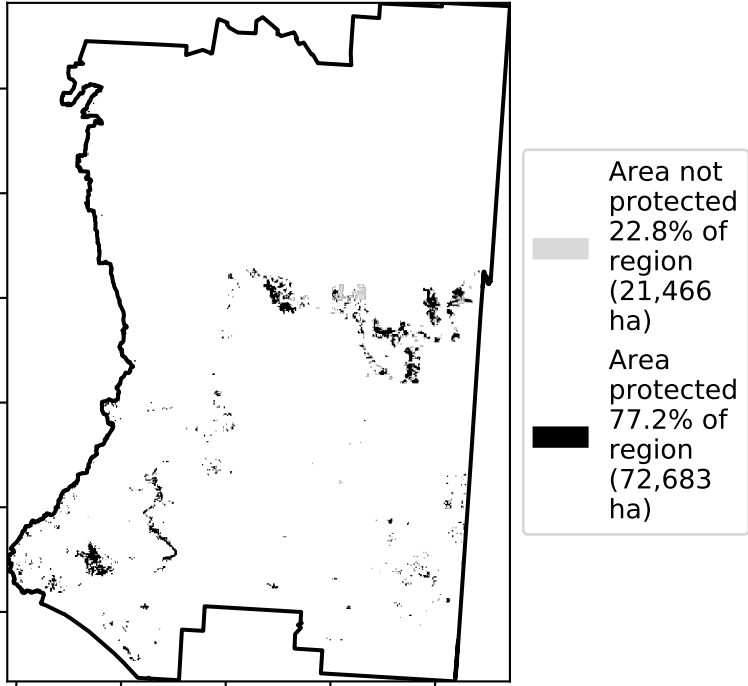 Area not
protected
22.8% of
region
(21,466
ha)
Area
protected
77.2% of
region
(72,683
ha)